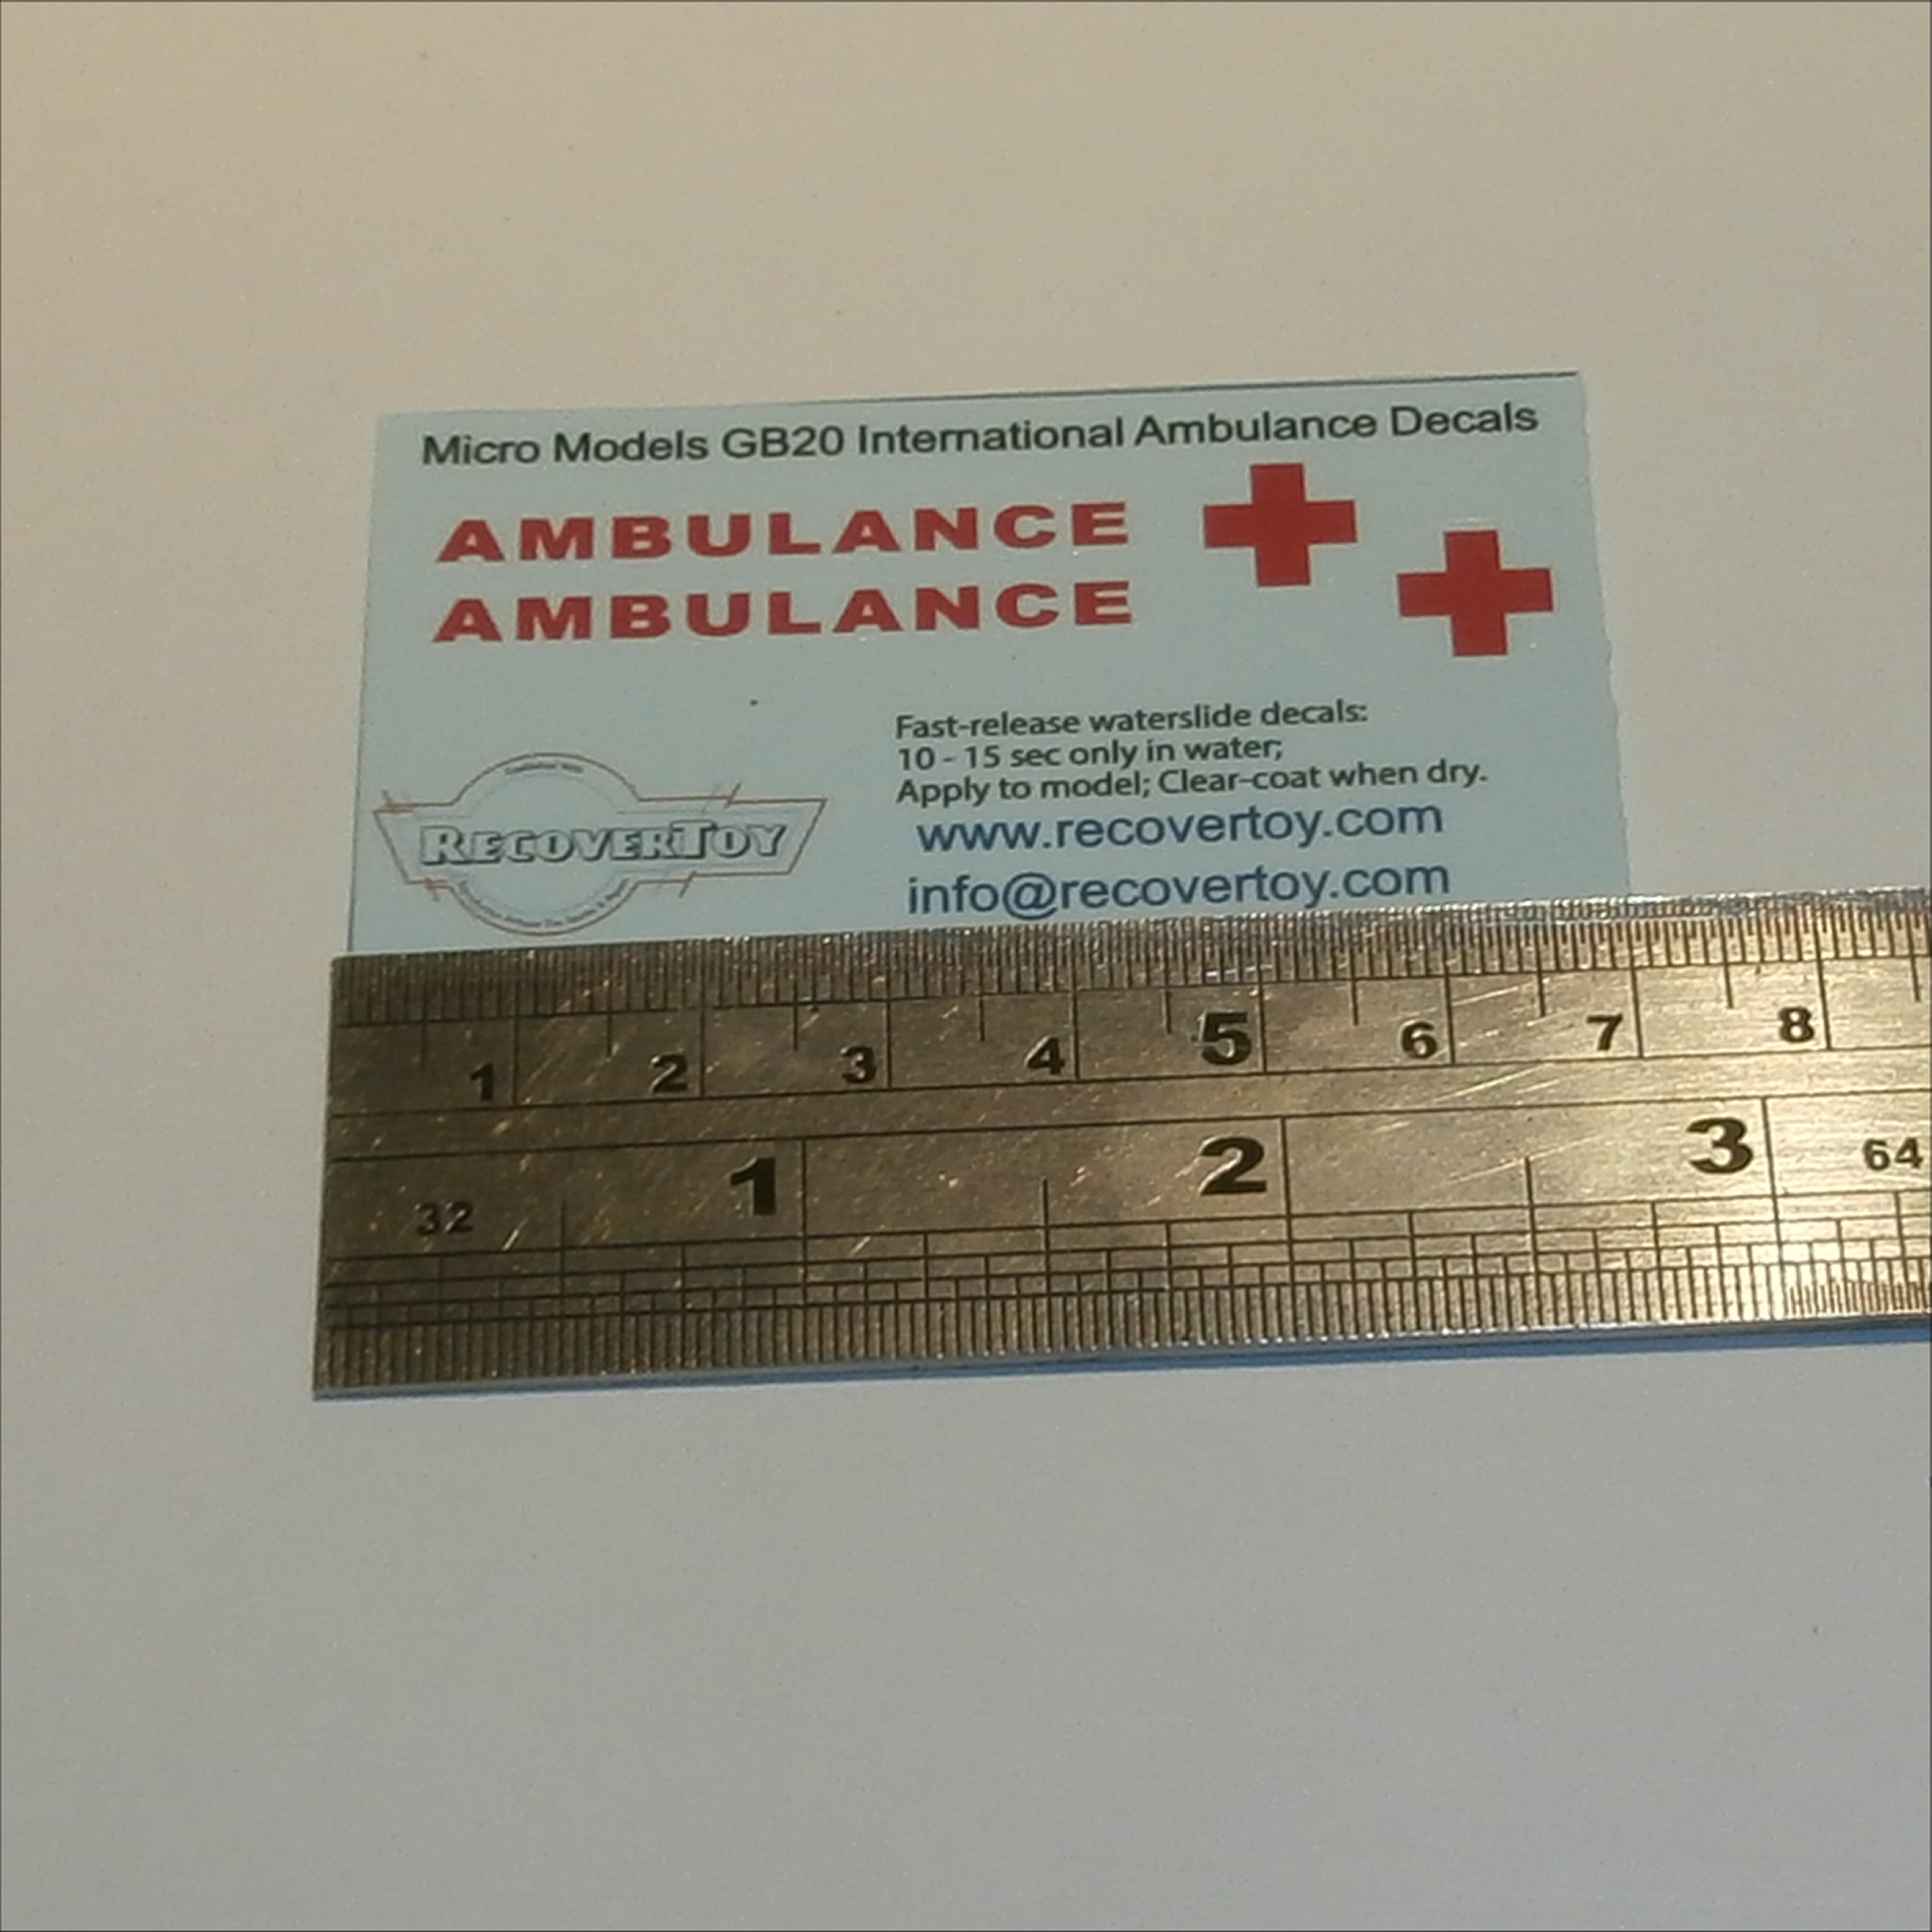 Micro Models GB20 International Ambulance Decals
AMBULANCE
AMBULANCE
Fast-release waterslide decals:
10 - 15 sec only in water;
Apply to model; Clear-coat when dry.
www.recovertoy.com
info@recovertoy.com
RECOVERTOY
1 2 3 4 5 6 7 8
1 2 3
32 64